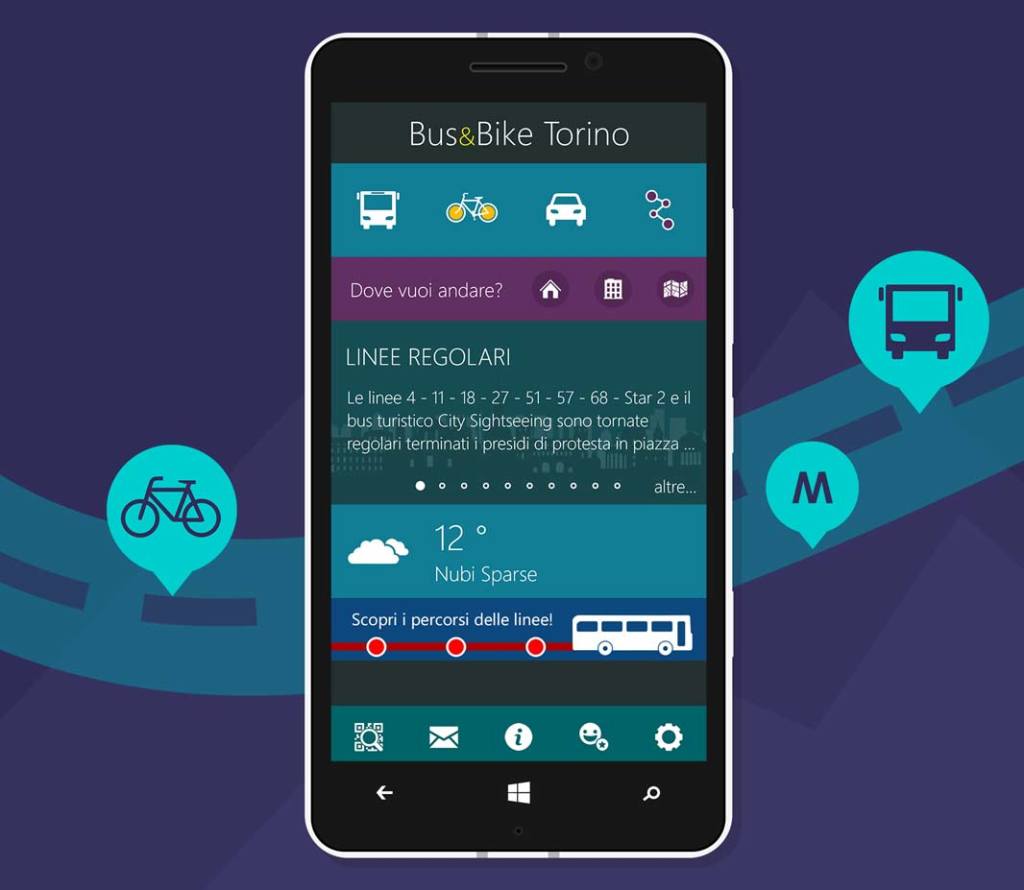 Bus&Bike Torino
Dove vuoi andare?
LINEE REGOLARI
Le linee 4 - 11 - 18 - 27 - 51 - 57 - 68 - Star 2 e il
bus turistico City Sightseeing sono tornate
regolari terminati i presidi di protesta in piazza ...
altre...
12 °
Nubi Sparse
Scopri i percorsi delle linee!
M